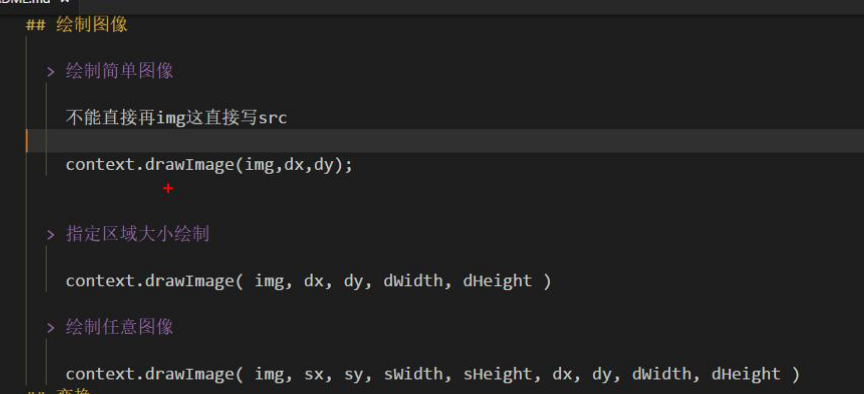 ## 绘制图像
> 绘制简单图像
不能直接再img这直接写src
context.drawImage(img,dx,dy);
> 指定区域大小绘制
context.drawImage( img, dx, dy, dWidth, dHeight )
> 绘制任意图像
context.drawImage( img, sx, sy, sWidth, sHeight, dx, dy, dWidth, dHeight )